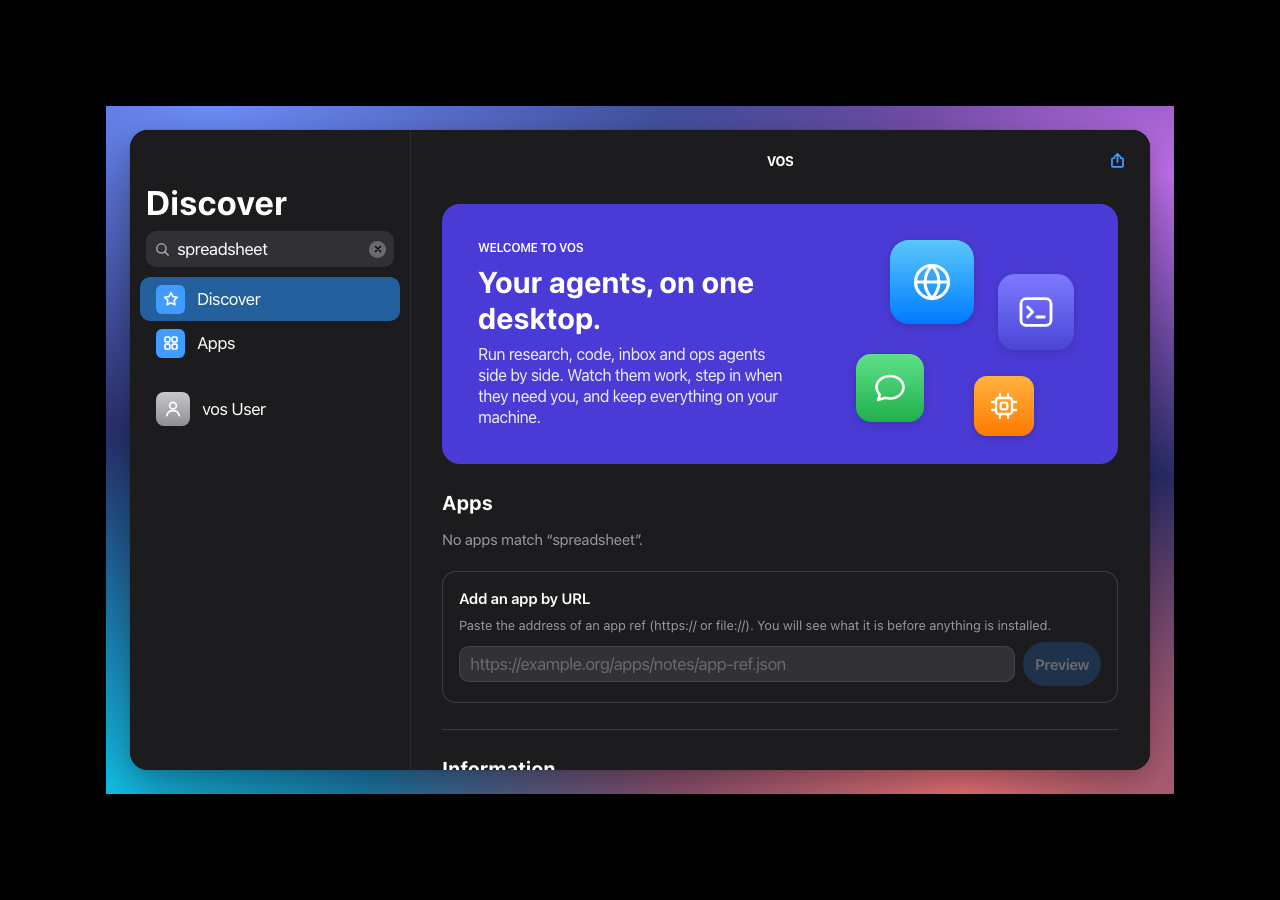 Discover
spreadsheet
Discover
Apps
vos User
VOS
WELCOME TO VOS
Your agents, on one
desktop.
Run research, code, inbox and ops agents
side by side. Watch them work, step in when
they need you, and keep everything on your
machine.
Apps
No apps match “spreadsheet”.
Add an app by URL
Paste the address of an app ref (https:// or file://). You will see what it is before anything is installed.
https://example.org/apps/notes/app-ref.json
Preview
Information